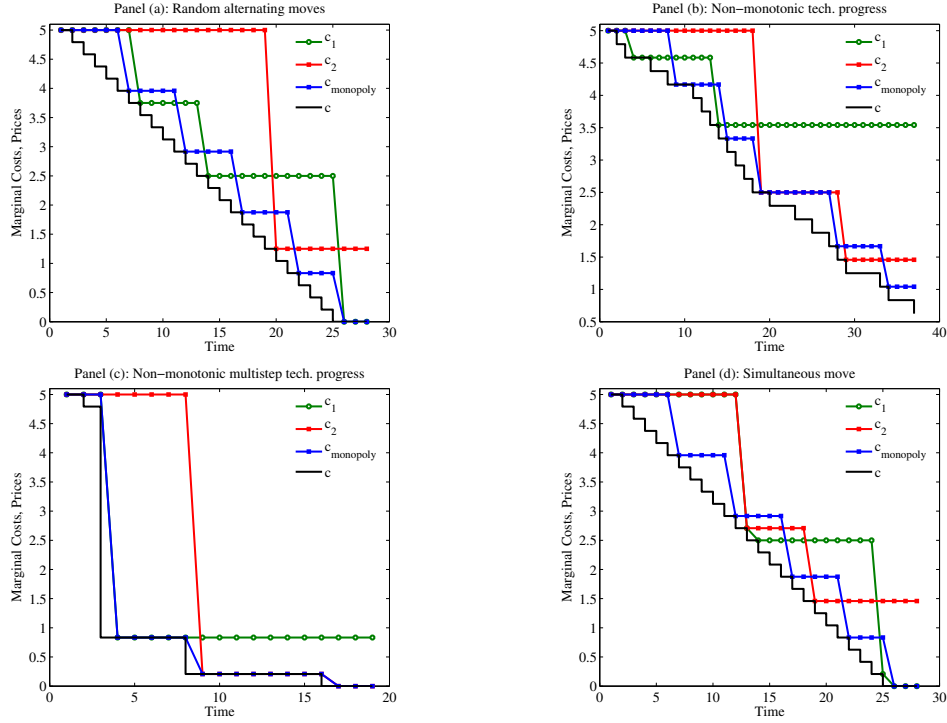 Panel (a): Random alternating moves
5
4.5
4
3.5
3
2.5
2
1.5
1
0.5
0
Marginal Costs, Prices
c1
c2
cmonopoly
c
0 5 10 15 20 25 30
Time
Panel (b): Non−monotonic tech. progress
5
4.5
4
3.5
3
2.5
2
1.5
1
0.5
Marginal Costs, Prices
c1
c2
cmonopoly
c
0 10 20 30 40
Time
Panel (c): Non−monotonic multistep tech. progress
5
4.5
4
3.5
3
2.5
2
1.5
1
0.5
0
Marginal Costs, Prices
c1
c2
cmonopoly
c
0 5 10 15 20
Time
Panel (d): Simultaneous move
5
4.5
4
3.5
3
2.5
2
1.5
1
0.5
0
Marginal Costs, Prices
c1
c2
cmonopoly
c
0 5 10 15 20 25 30
Time